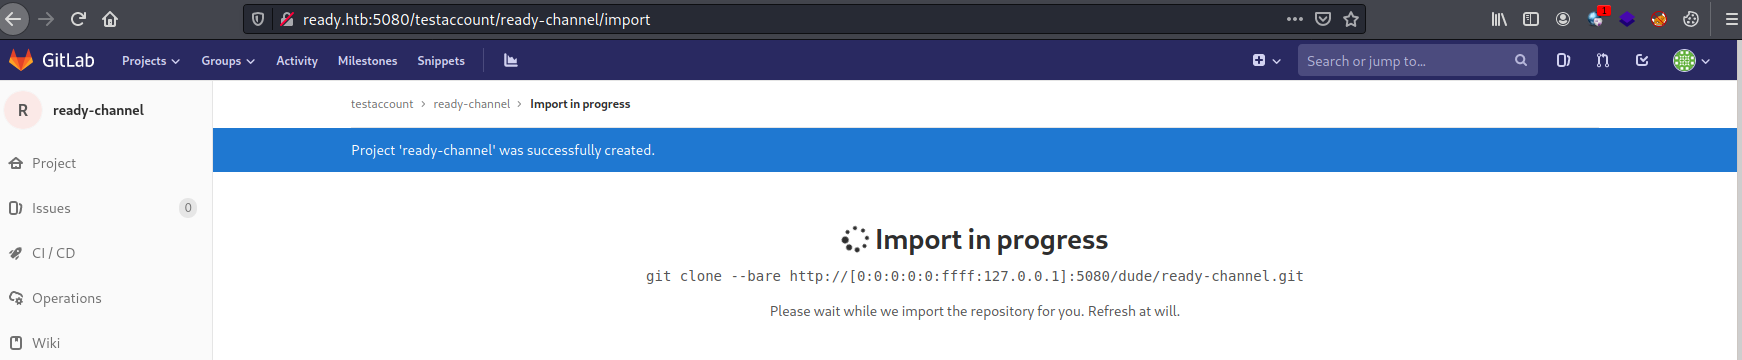 ready.htb:5080/testaccount/ready-channel/import
1
GitLab Projects Groups Activity Milestones Snippets Search or jump to...
R ready-channel
testaccount > ready-channel > Import in progress
Project 'ready-channel' was successfully created.
Project
Issues 0
CI / CD
Operations
Wiki
Import in progress
git clone --bare http://[0:0:0:0:0:ffff:127.0.0.1]:5080/dude/ready-channel.git
Please wait while we import the repository for you. Refresh at will.